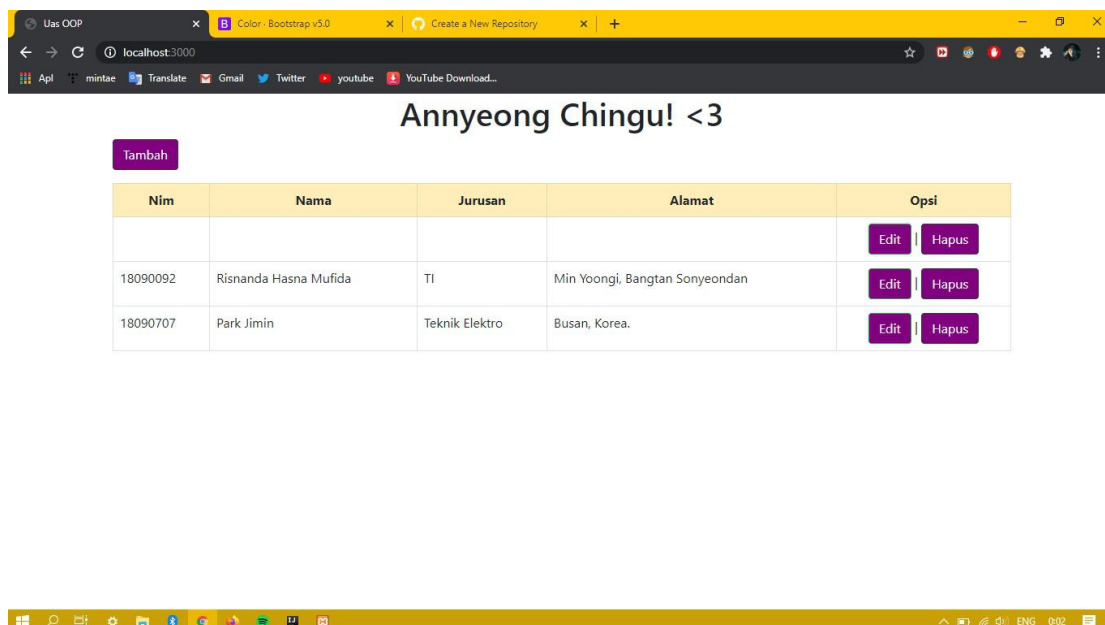 Uas OOP
Color · Bootstrap v5.0
Create a New Repository
localhost:3000
Apl
mintae
Translate
Gmail
Twitter
youtube
YouTube Download...
Annyeong Chingu! <3
Tambah
Nim Nama Jurusan Alamat Opsi
Edit | Hapus
18090092 Risnanda Hasna Mufida TI Min Yoongi, Bangtan Sonyeondan Edit | Hapus
18090707 Park Jimin Teknik Elektro Busan, Korea. Edit | Hapus
ENG 0:02